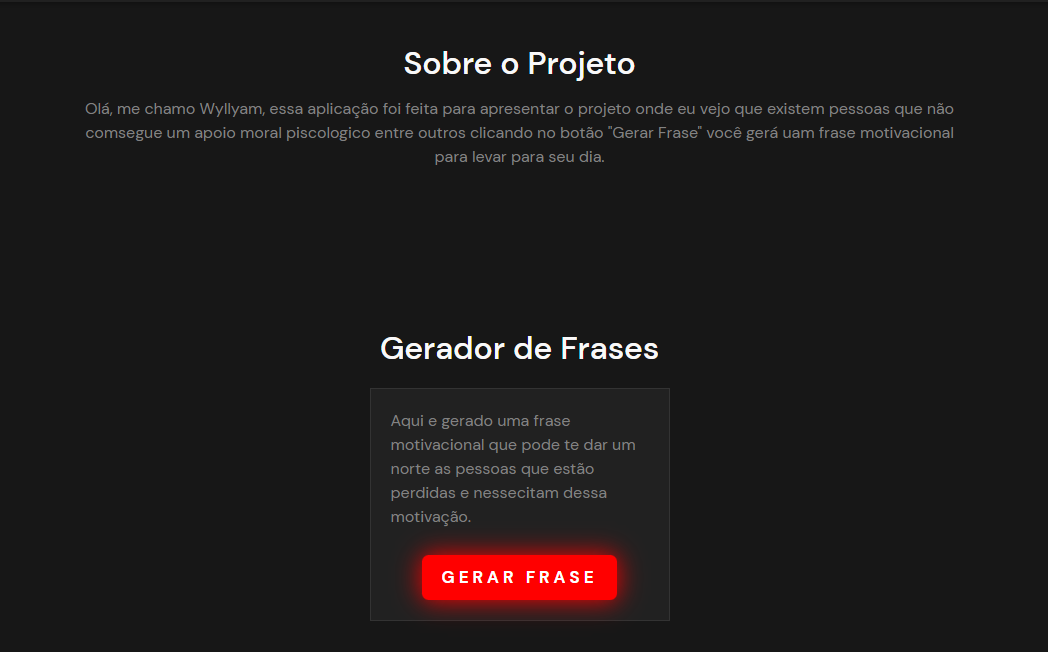 Sobre o Projeto
Olá, me chamo Wyllyam, essa aplicação foi feita para apresentar o projeto onde eu vejo que existem pessoas que não
comsegue um apoio moral piscologico entre outros clicando no botão "Gerar Frase" você gerá uam frase motivacional
para levar para seu dia.
Gerador de Frases
Aqui e gerado uma frase
motivacional que pode te dar um
norte as pessoas que estão
perdidas e nessecitam dessa
motivação.
GERAR FRASE